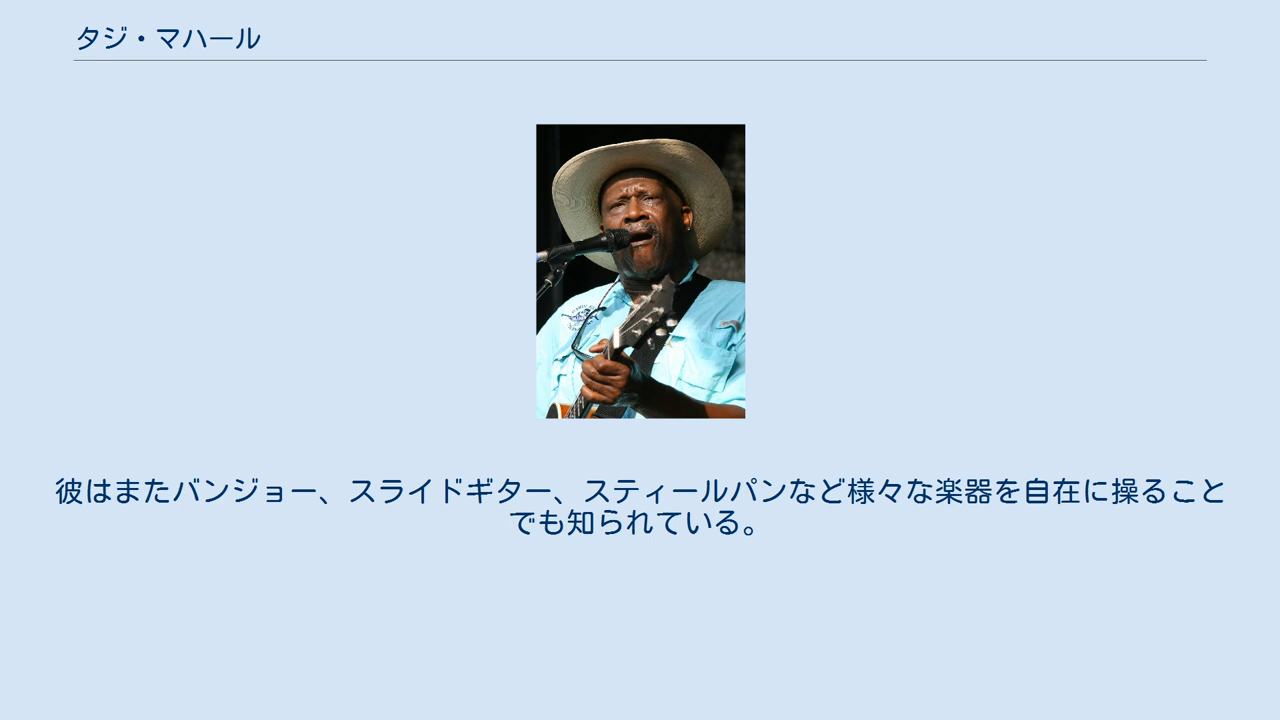 タジ・マハール
彼はまたバンジョー、スライドギター、スティールパンなど様々な楽器を自在に操ること
でも知られている。